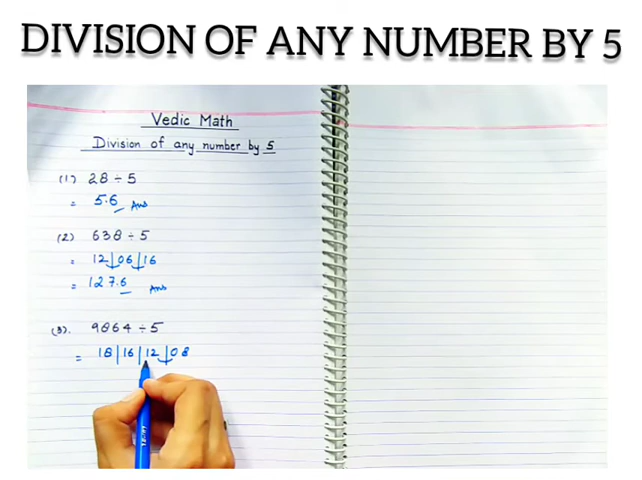 DIVISION OF ANY NUMBER BY 5
Vedic Math
Division of any number by 5
(1) 28 ÷ 5
= 5.6 Ans
(2) 638 ÷ 5
= 12|06|16
= 127.6 Ans
(3). 9864 ÷ 5
= 18|16|12|08